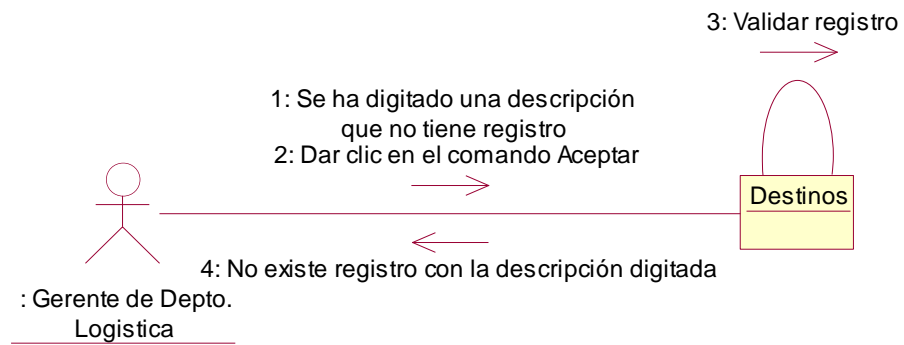 3: Validar registro
1: Se ha digitado una descripción
que no tiene registro
2: Dar clic en el comando Aceptar
Destinos
4: No existe registro con la descripción digitada
: Gerente de Depto.
Logistica